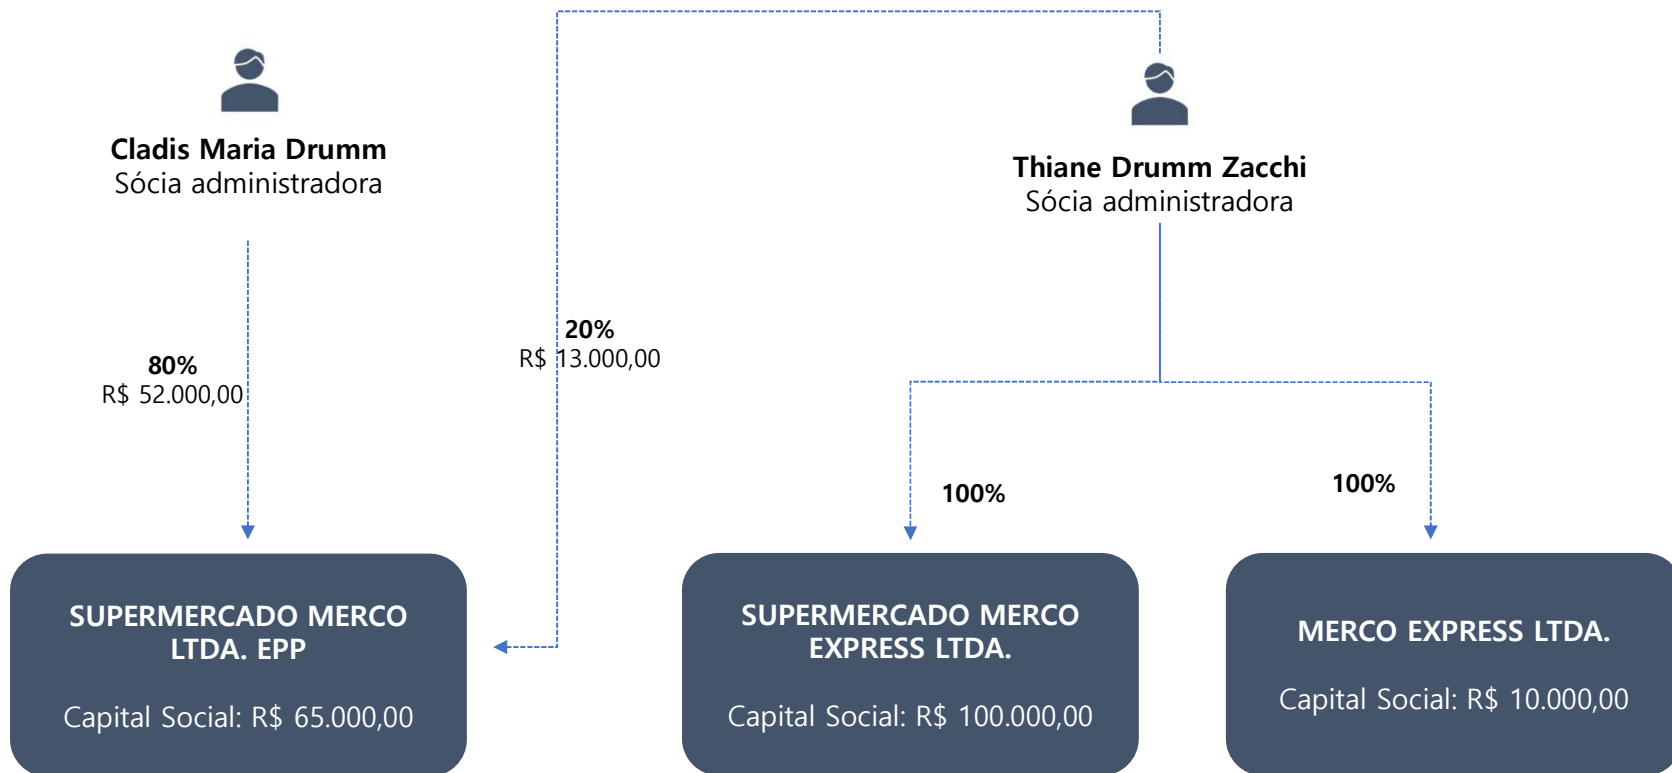 Cladis Maria Drumm
Sócia administradora
Thiane Drumm Zacchi
Sócia administradora
80%
R$ 52.000,00
20%
R$ 13.000,00
100%
100%
SUPERMERCADO MERCO
LTDA. EPP
Capital Social: R$ 65.000,00
SUPERMERCADO MERCO
EXPRESS LTDA.
Capital Social: R$ 100.000,00
MERCO EXPRESS LTDA.
Capital Social: R$ 10.000,00